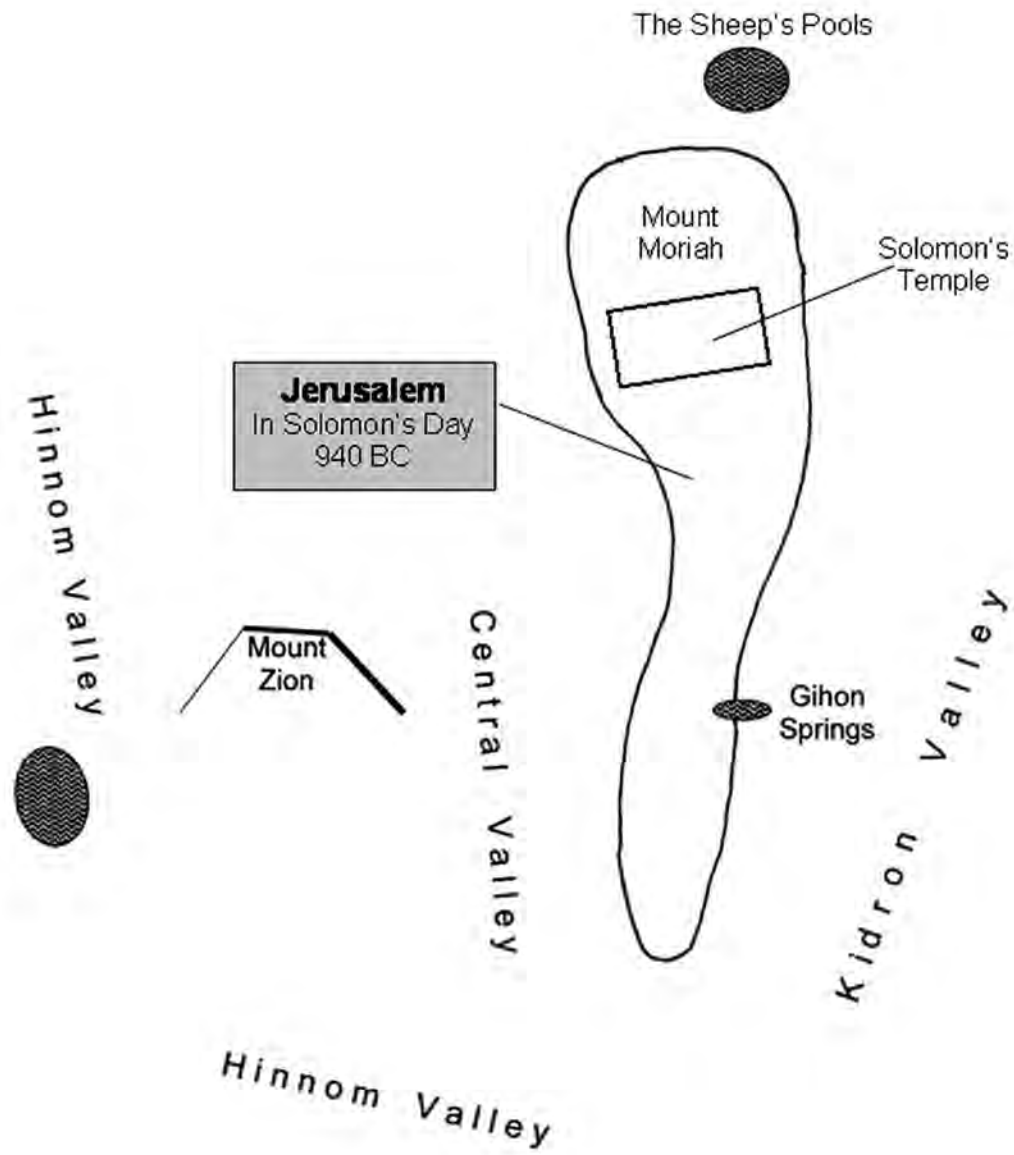 The Sheep's Pools
Mount
Moriah
Solomon's
Temple
Jerusalem
In Solomon's Day
940 BC
Hinnom Valley
Mount
Zion
Central Valley
Gihon
Springs
Kidron Valley
Hinnom Valley